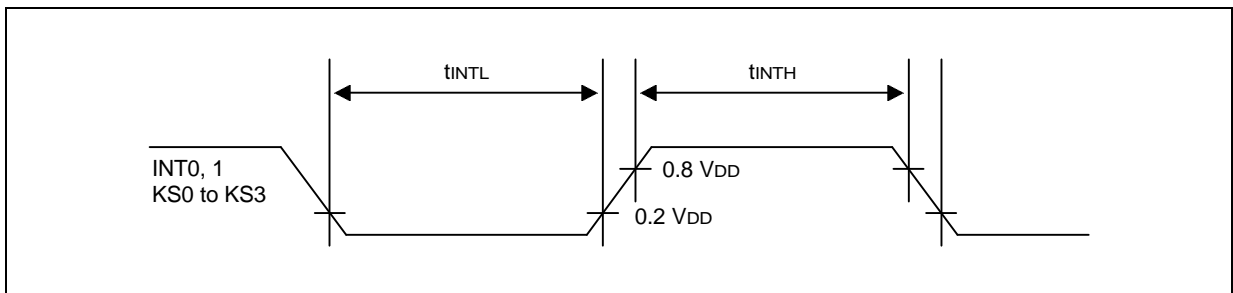 tINTL
tINTH
INT0, 1
KS0 to KS3
0.8 VDD
0.2 VDD